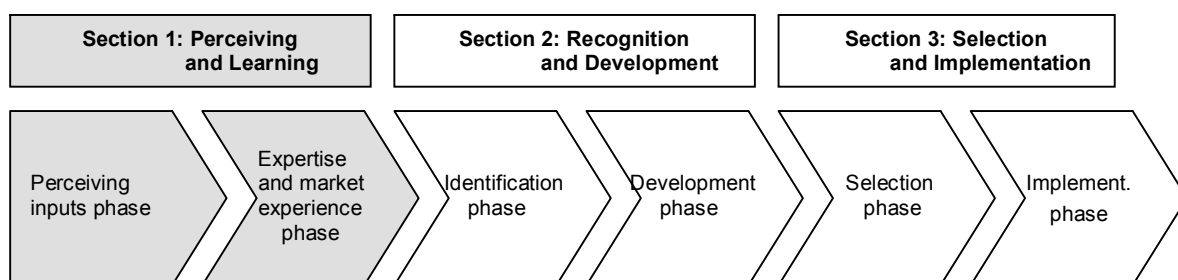 Section 1: Perceiving
and Learning
Section 2: Recognition
and Development
Section 3: Selection
and Implementation
Perceiving
inputs phase
Expertise
and market
experience
phase
Identification
phase
Development
phase
Selection
phase
Implement.
phase